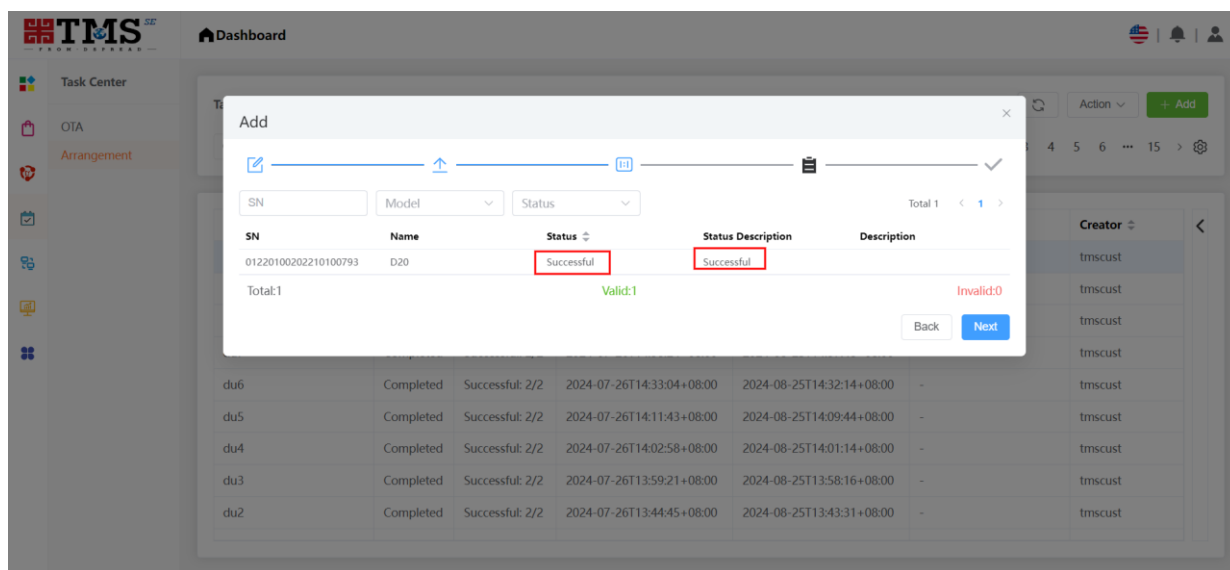 TMS SE
FROM DSPREAD
Dashboard
Task Center
OTA
Arrangement
Action
+ Add
4 5 6 ... 15 >
Add
SN Model Status Total 1 < 1 >
SN Name Status Status Description Description
01220100202210100793 D20 Successful Successful
Total:1 Valid:1 Invalid:0
Back Next
Creator
tmscust
tmscust
tmscust
tmscust
du6 Completed Successful: 2/2 2024-07-26T14:33:04+08:00 2024-08-25T14:32:14+08:00 - tmscust
du5 Completed Successful: 2/2 2024-07-26T14:11:43+08:00 2024-08-25T14:09:44+08:00 - tmscust
du4 Completed Successful: 2/2 2024-07-26T14:02:58+08:00 2024-08-25T14:01:14+08:00 - tmscust
du3 Completed Successful: 2/2 2024-07-26T13:59:21+08:00 2024-08-25T13:58:16+08:00 - tmscust
du2 Completed Successful: 2/2 2024-07-26T13:44:45+08:00 2024-08-25T13:43:31+08:00 - tmscust